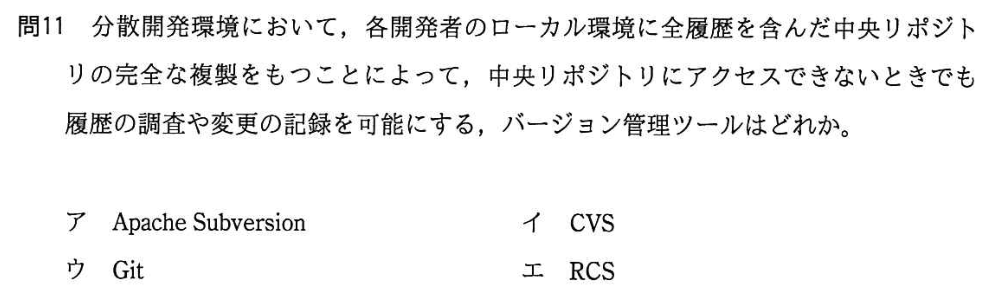 問11 分散開発環境において，各開発者のローカル環境に全履歴を含んだ中央リポジト
リの完全な複製をもつことによって，中央リポジトリにアクセスできないときでも
履歴の調査や変更の記録を可能にする，バージョン管理ツールはどれか。
ア Apache Subversion イ CVS
ウ Git エ RCS